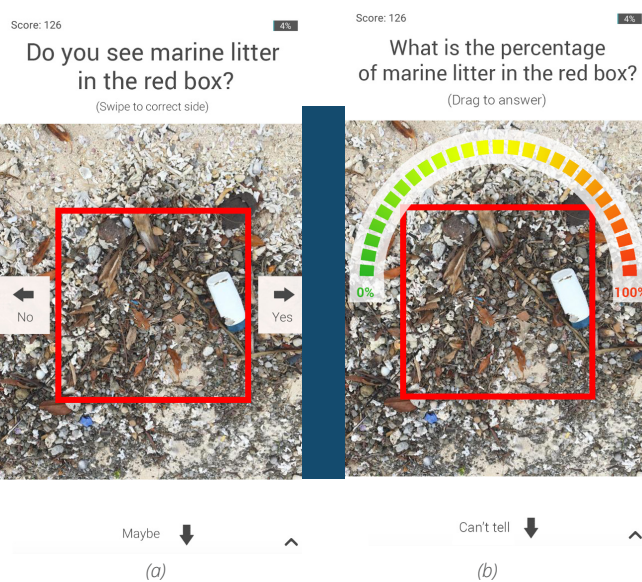 Score: 126
4%
Do you see marine litter
in the red box?
(Swipe to correct side)
No
Yes
Maybe
(a)
Score: 126
4%
What is the percentage
of marine litter in the red box?
(Drag to answer)
0%
100%
Can't tell
(b)